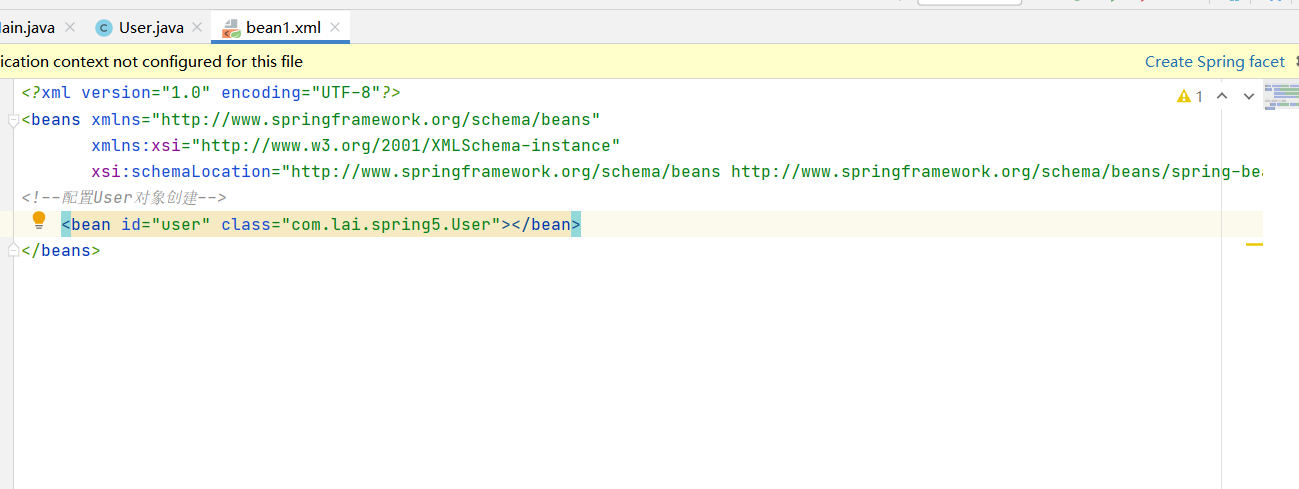 Main.java User.java bean1.xml
ication context not configured for this file Create Spring facet
<?xml version="1.0" encoding="UTF-8"?> 1
<beans xmlns="http://www.springframework.org/schema/beans"
xmlns:xsi="http://www.w3.org/2001/XMLSchema-instance"
xsi:schemaLocation="http://www.springframework.org/schema/beans http://www.springframework.org/schema/beans/spring-bea
<!--配置User对象创建-->
<bean id="user" class="com.lai.spring5.User"></bean>
</beans>